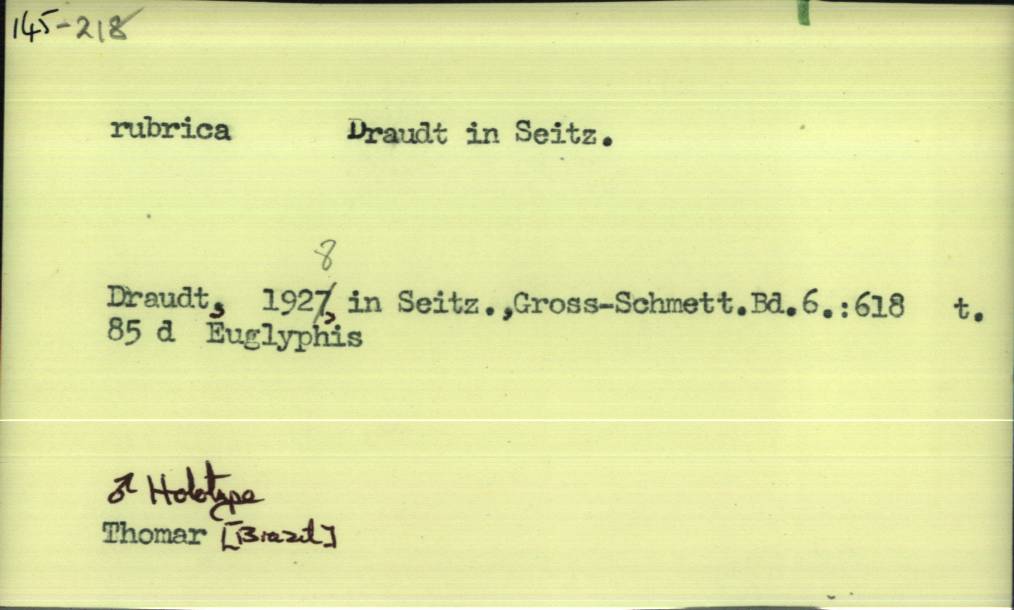 145-218
rubrica Draudt in Seitz.
8
Draudt, 1927, in Seitz.,Gross-Schmett.Bd.6.:618 t.
85 d Euglyphis
♂ Holotype
Thomar [Brazil]